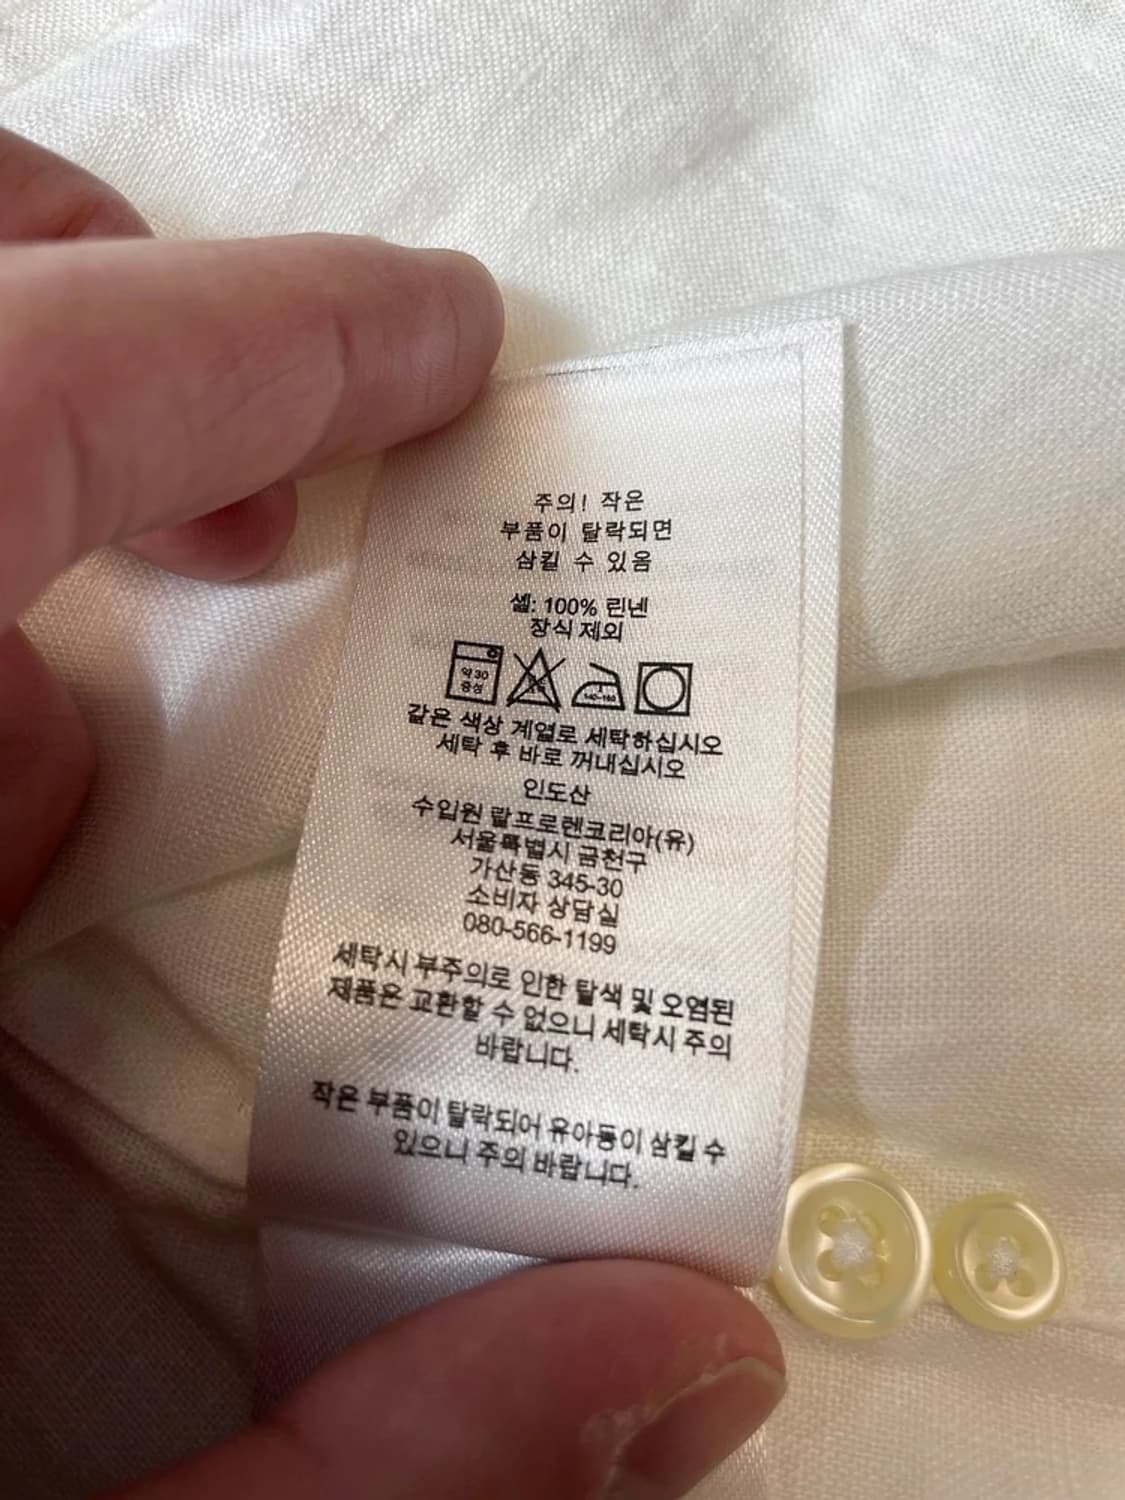 주의! 작은
부품이 탈락되면
삼킬 수 있음
셸: 100% 린넨
장식 제외
약 30
중성
140~160
같은 색상 계열로 세탁하십시오
세탁 후 바로 꺼내십시오
인도산
수입원 랄프로렌코리아(유)
서울특별시 금천구
가산동 345-30
소비자 상담실
080-566-1199
세탁시 부주의로 인한 탈색 및 오염된
제품은 교환할 수 없으니 세탁시 주의
바랍니다.
작은 부품이 탈락되어 유아동이 삼킬 수
있으니 주의 바랍니다.